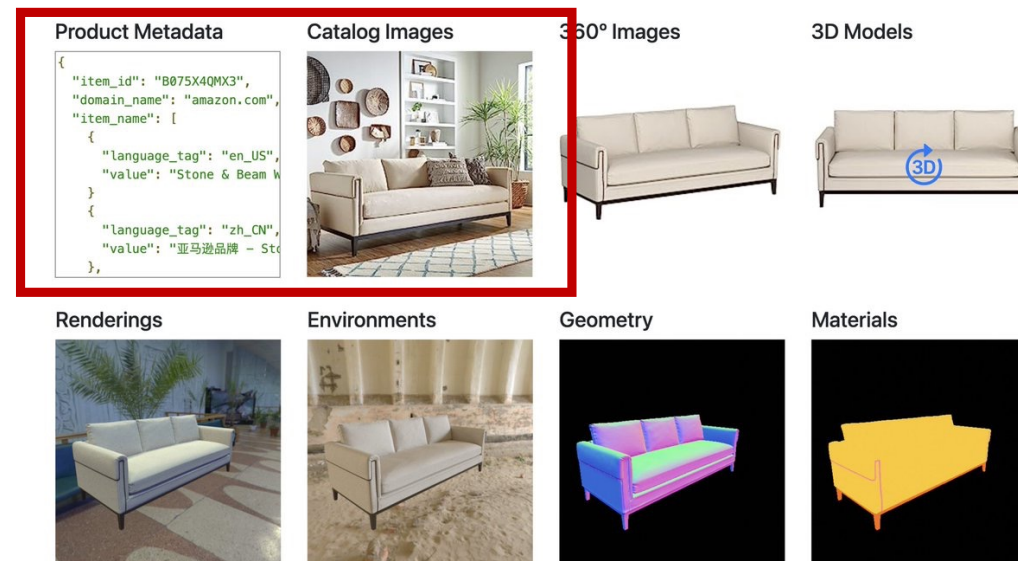 Product Metadata
Catalog Images
360° Images
3D Models
{
"item_id": "B075X4QMX3",
"domain_name": "amazon.com",
"item_name": [
{
"language_tag": "en_US",
"value": "Stone & Beam W
}
{
"language_tag": "zh_CN",
"value": "亚马逊品牌 - Sto
},
3D
Renderings
Environments
Geometry
Materials